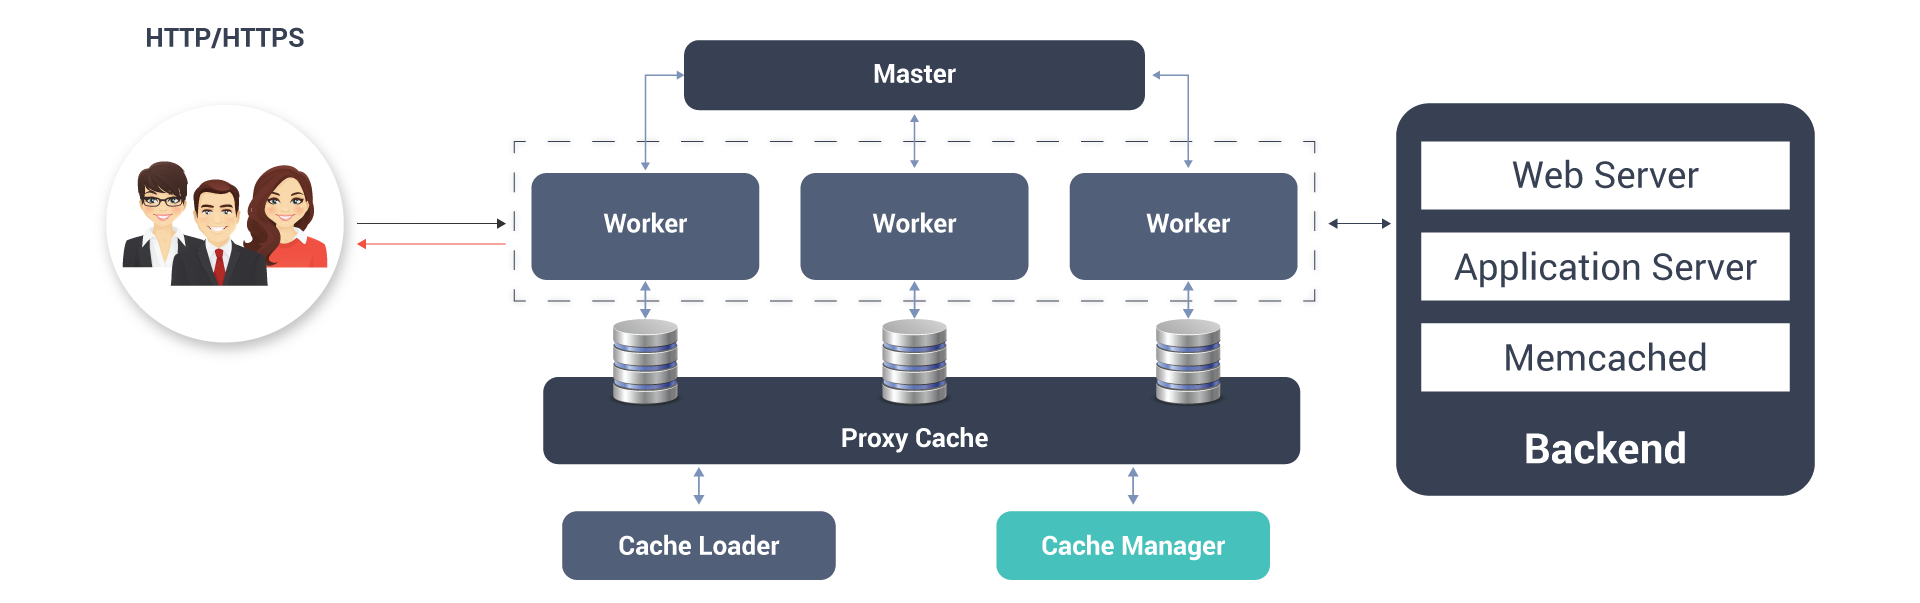 HTTP/HTTPS
Master
Worker
Worker
Worker
Proxy Cache
Cache Loader
Cache Manager
Web Server
Application Server
Memcached
Backend